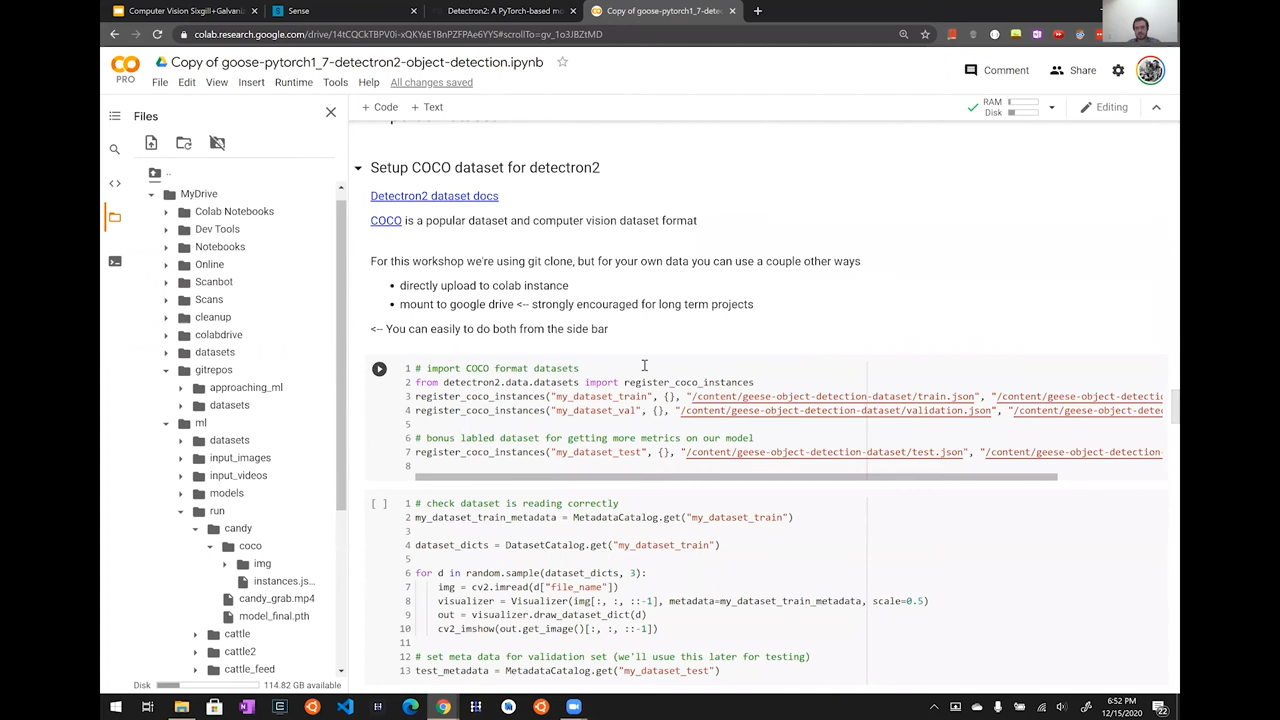 Computer Vision Sixgill+Galvani
Sense
Detectron2: A PyTorch-based mo
Copy of goose-pytorch1_7-detec
colab.research.google.com/drive/14tCQCkTBPV0i-xQKYaE1BnPZFPAe6YYS#scrollTo=gv_1o3JBZtMD
Copy of goose-pytorch1_7-detectron2-object-detection.ipynb
PRO
File Edit View Insert Runtime Tools Help All changes saved
Comment Share
Files
+ Code + Text
RAM
Disk
Editing
..
MyDrive
Colab Notebooks
Dev Tools
Notebooks
Online
Scanbot
Scans
cleanup
colabdrive
datasets
gitrepos
approaching_ml
datasets
ml
datasets
input_images
input_videos
models
run
candy
coco
img
instances.js...
candy_grab.mp4
model_final.pth
cattle
cattle2
cattle_feed
Disk 114.82 GB available
Setup COCO dataset for detectron2
Detectron2 dataset docs
COCO is a popular dataset and computer vision dataset format
For this workshop we're using git clone, but for your own data you can use a couple other ways
• directly upload to colab instance
• mount to google drive <-- strongly encouraged for long term projects
<-- You can easily to do both from the side bar
1 # import COCO format datasets
2 from detectron2.data.datasets import register_coco_instances
3 register_coco_instances("my_dataset_train", {}, "/content/geese-object-detection-dataset/train.json", "/content/geese-object-detectio
4 register_coco_instances("my_dataset_val", {}, "/content/geese-object-detection-dataset/validation.json", "/content/geese-object-detec
5
6 # bonus labled dataset for getting more metrics on our model
7 register_coco_instances("my_dataset_test", {}, "/content/geese-object-detection-dataset/test.json", "/content/geese-object-detection-
8
[ ] 1 # check dataset is reading correctly
2 my_dataset_train_metadata = MetadataCatalog.get("my_dataset_train")
3
4 dataset_dicts = DatasetCatalog.get("my_dataset_train")
5
6 for d in random.sample(dataset_dicts, 3):
7 img = cv2.imread(d["file_name"])
8 visualizer = Visualizer(img[:, :, ::-1], metadata=my_dataset_train_metadata, scale=0.5)
9 out = visualizer.draw_dataset_dict(d)
10 cv2_imshow(out.get_image()[:, :, ::-1])
11
12 # set meta data for validation set (we'll usue this later for testing)
13 test_metadata = MetadataCatalog.get("my_dataset_test")
6:52 PM
12/15/2020
22